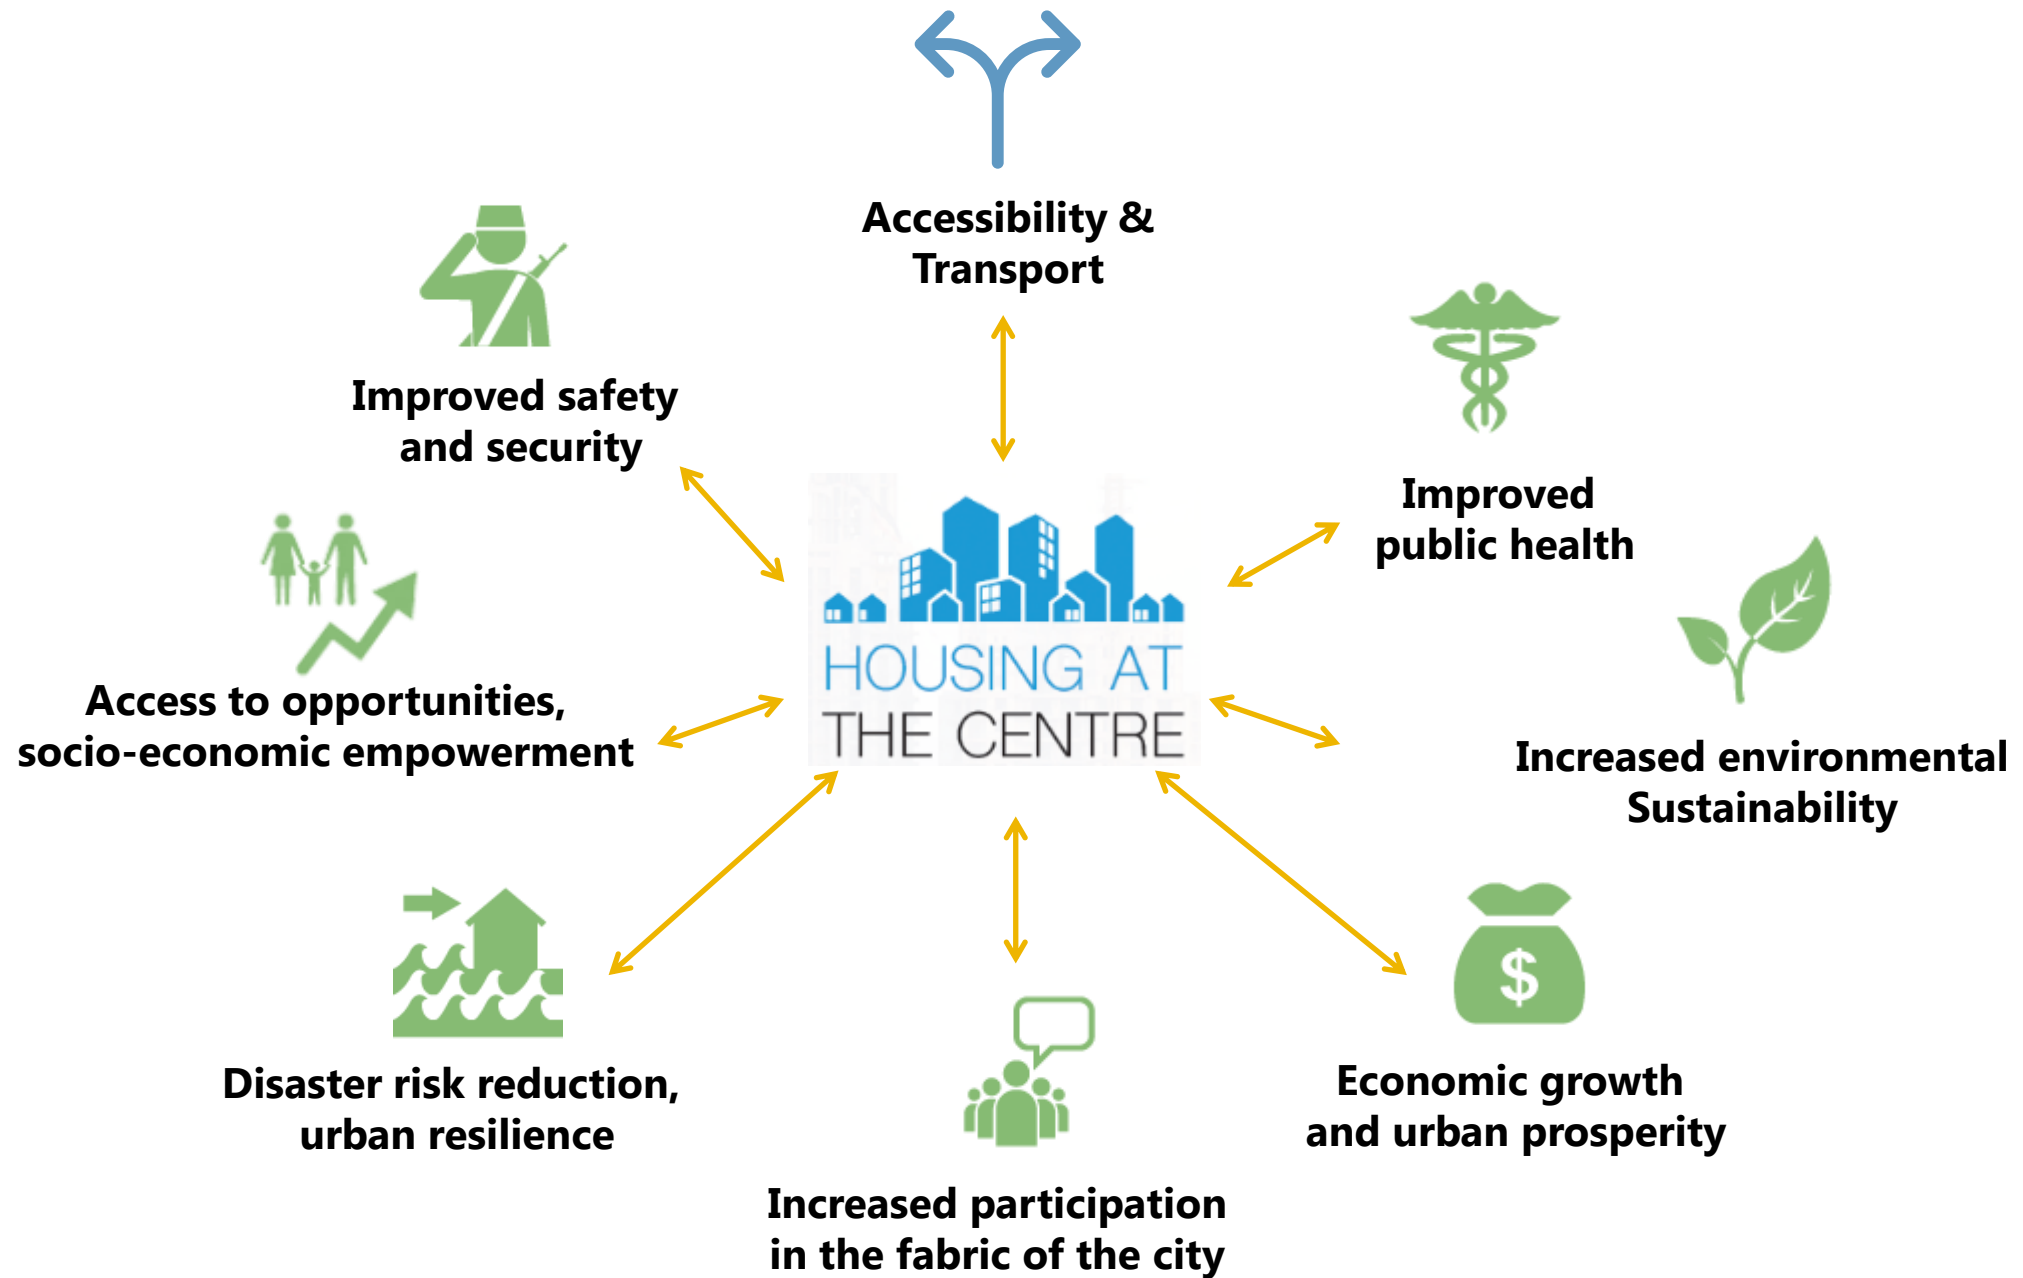 Accessibility &
Transport
Improved safety
and security
Improved
public health
HOUSING AT
THE CENTRE
Access to opportunities,
socio-economic empowerment
Increased environmental
Sustainability
$
Disaster risk reduction,
urban resilience
Economic growth
and urban prosperity
Increased participation
in the fabric of the city